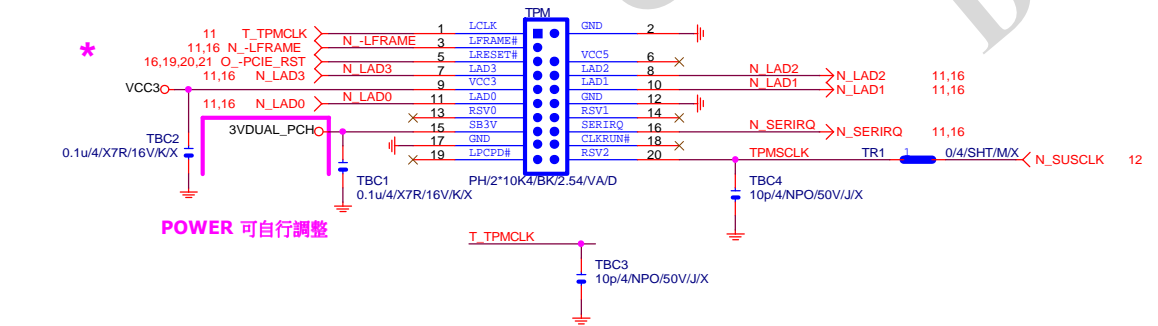 TPM
11 T_TPMCLK 1 LCLK GND 2
11,16 N_-LFRAME N_-LFRAME 3 LFRAME#
16,19,20,21 O_-PCIE_RST 5 LRESET# VCC5 6
11,16 N_LAD3 N_LAD3 7 LAD3 LAD2 8 N_LAD2 N_LAD2 11,16
VCC3 9 VCC3 LAD1 10 N_LAD1 N_LAD1 11,16
11,16 N_LAD0 N_LAD0 11 LAD0 GND 12
13 RSV0 RSV1 14
3VDUAL_PCH 15 SB3V SERIRQ 16 N_SERIRQ N_SERIRQ 11,16
17 GND CLKRUN# 18
19 LPCPD# RSV2 20 TPMSCLK TR1 1 0/4/SHT/M/X N_SUSCLK 12
*
TBC2
0.1u/4/X7R/16V/K/X
TBC1
0.1u/4/X7R/16V/K/X
PH/2*10K4/BK/2.54/VA/D
TBC4
10p/4/NPO/50V/J/X
POWER 可自行調整
T_TPMCLK
TBC3
10p/4/NPO/50V/J/X